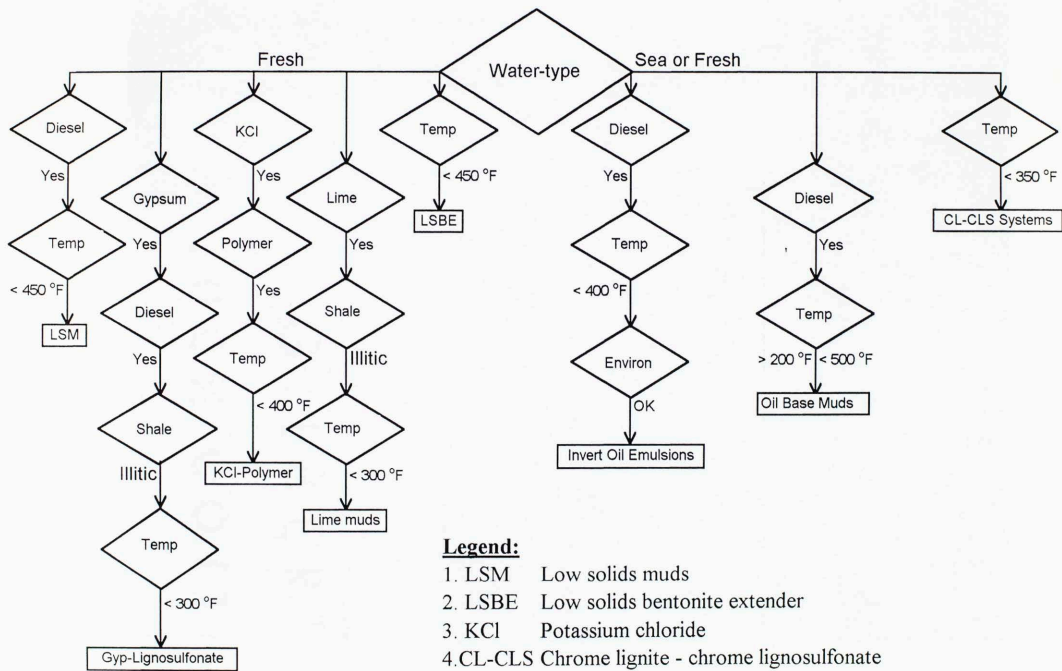 Fresh
Water-type
Sea or Fresh
Diesel
Yes
Temp
< 450 °F
LSM
Gypsum
Yes
Diesel
Yes
Shale
Illitic
Temp
< 300 °F
Gyp-Lignosulfonate
KCl
Yes
Polymer
Yes
Temp
< 400 °F
KCl-Polymer
Lime
Yes
Shale
Illitic
Temp
< 300 °F
Lime muds
Temp
< 450 °F
LSBE
Diesel
Yes
Temp
< 400 °F
Environ
OK
Invert Oil Emulsions
Diesel
Yes
Temp
> 200 °F < 500 °F
Oil Base Muds
Temp
< 350 °F
CL-CLS Systems
Legend:
1. LSM Low solids muds
2. LSBE Low solids bentonite extender
3. KCl Potassium chloride
4.CL-CLS Chrome lignite - chrome lignosulfonate